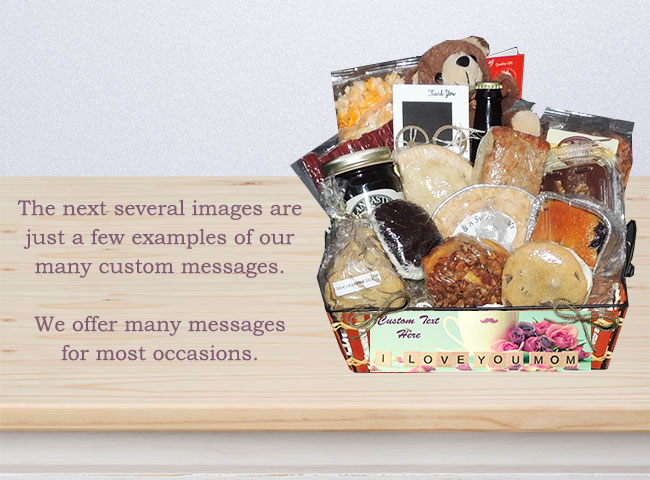 The next several images are
just a few examples of our
many custom messages.
We offer many messages
for most occasions.
Thank You
Custom Text
Here
I LOVE YOU MOM